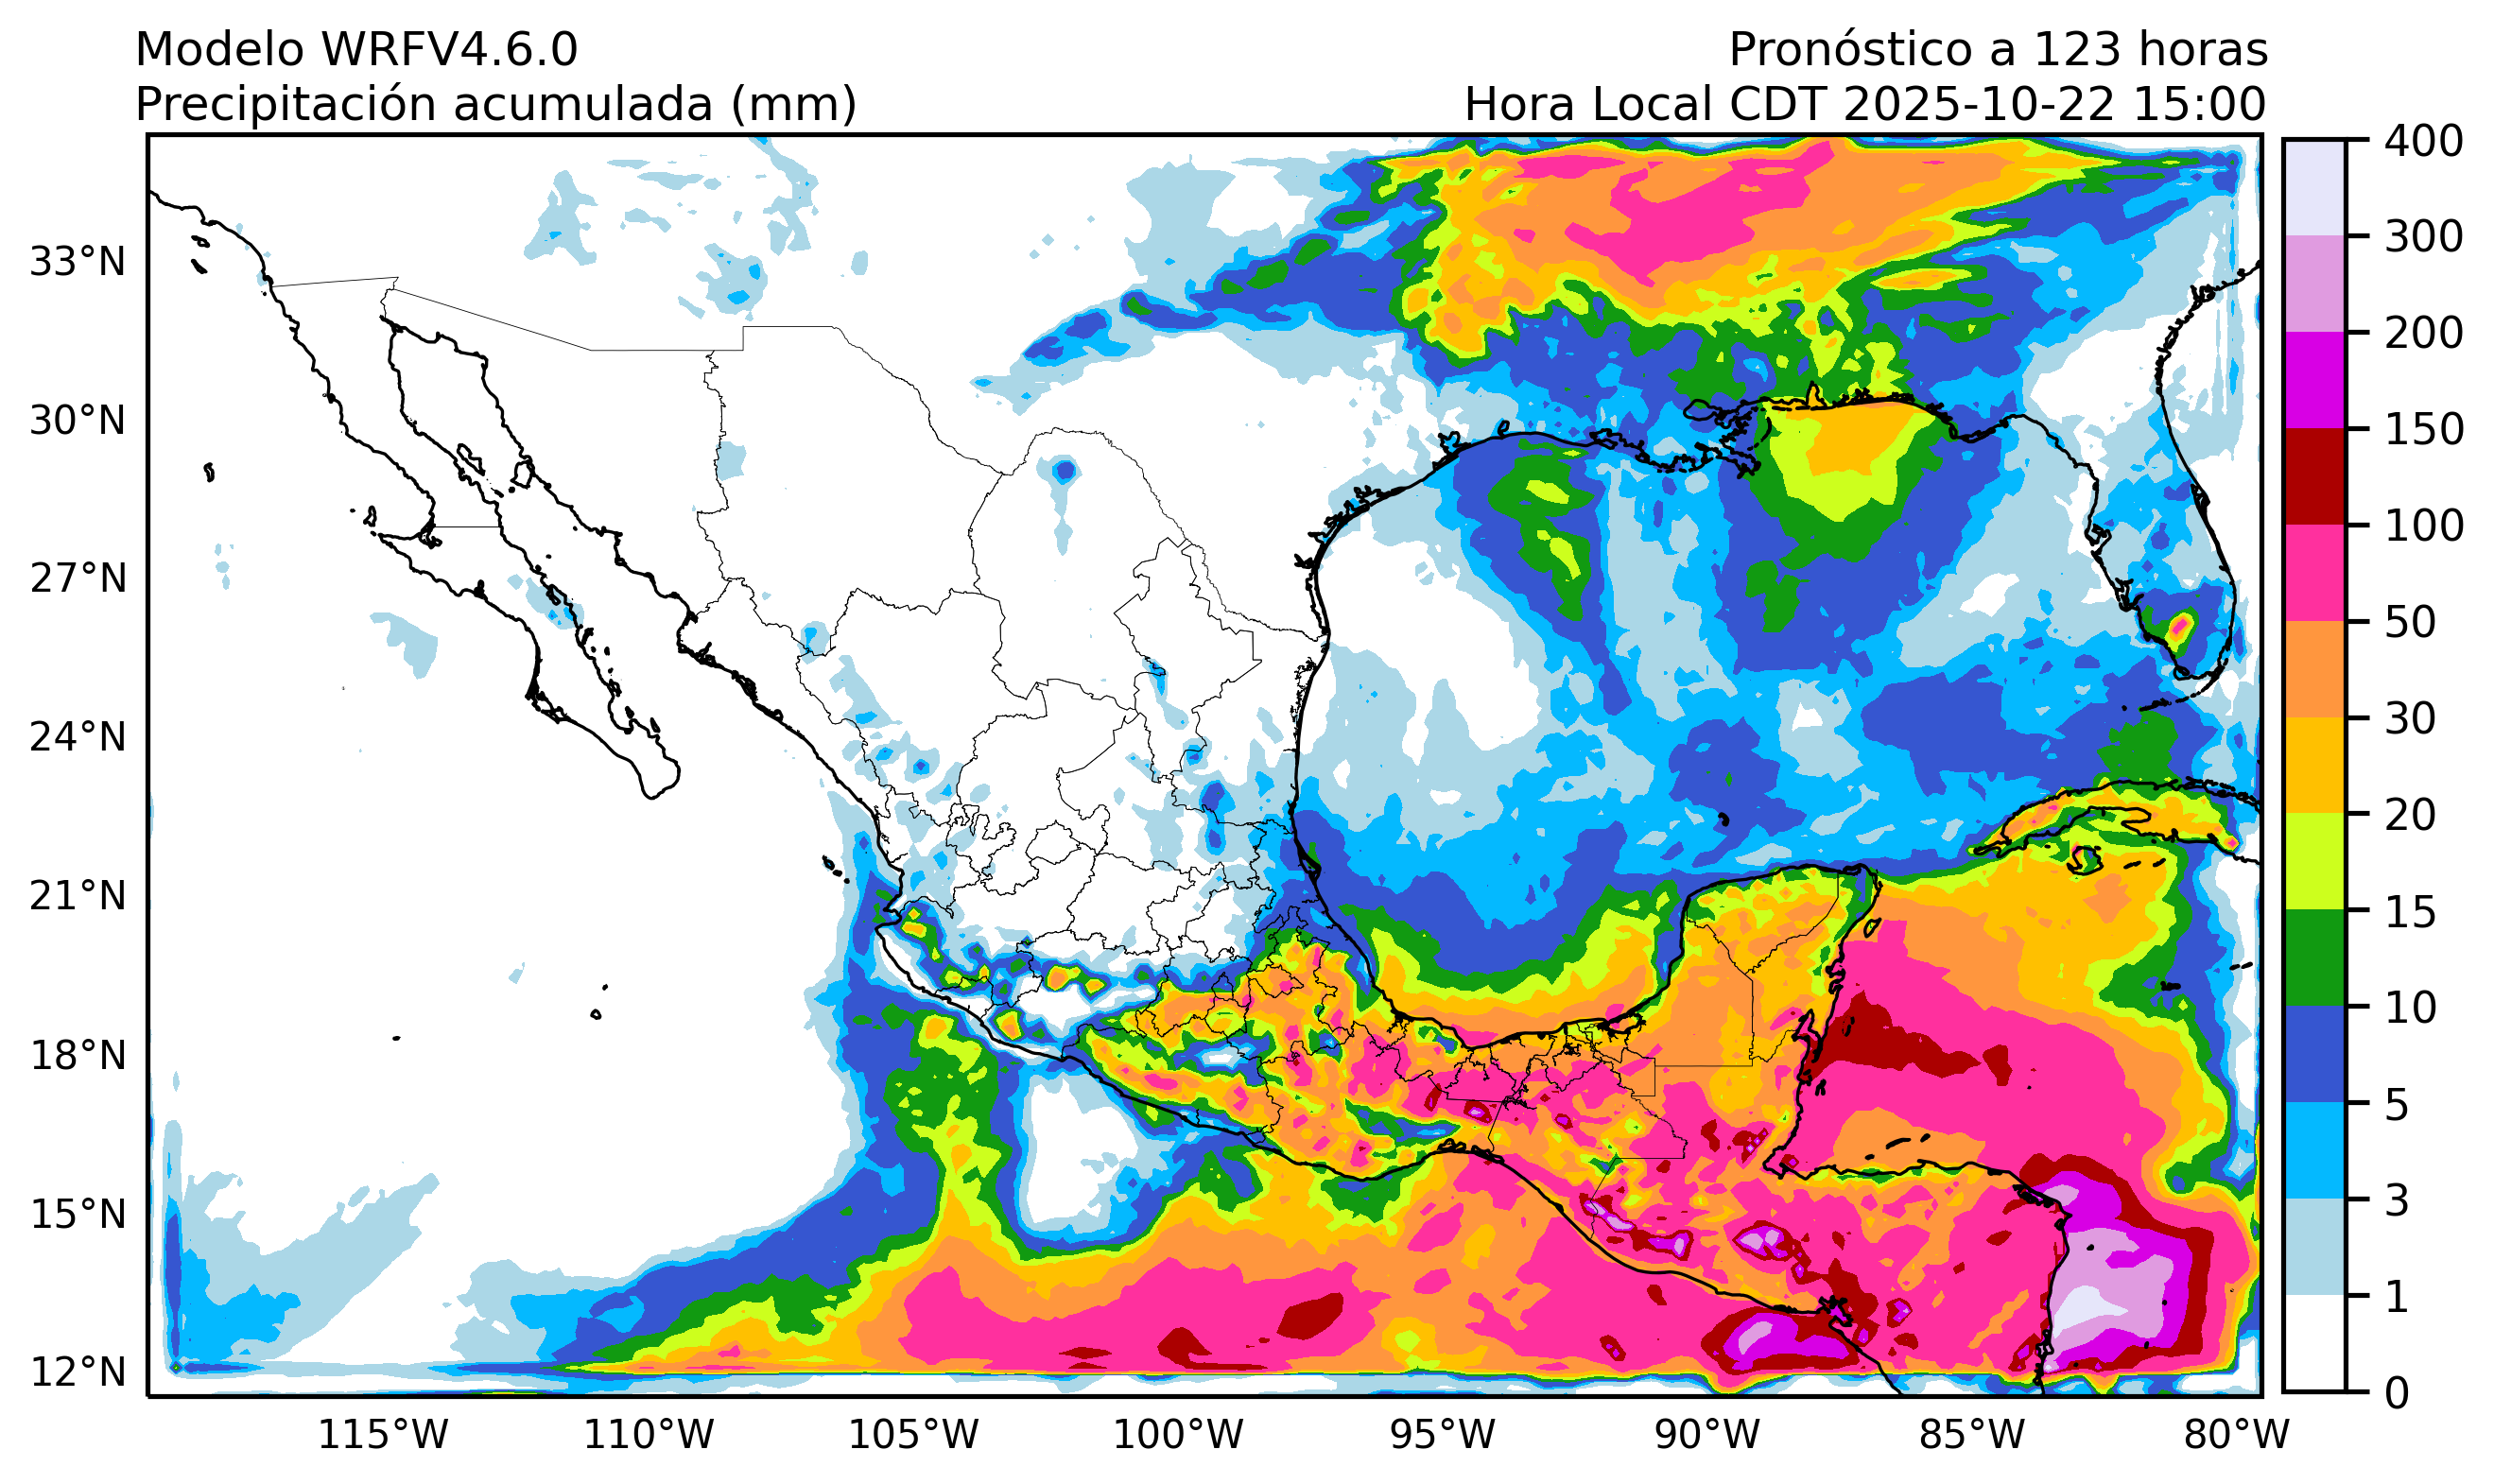 Modelo WRFV4.6.0
Pronóstico a 123 horas
Precipitación acumulada (mm)
Hora Local CDT 2025-10-22 15:00
33°N
30°N
27°N
24°N
21°N
18°N
15°N
12°N
115°W
110°W
105°W
100°W
95°W
90°W
85°W
80°W
400
300
200
150
100
50
30
20
15
10
5
3
1
0